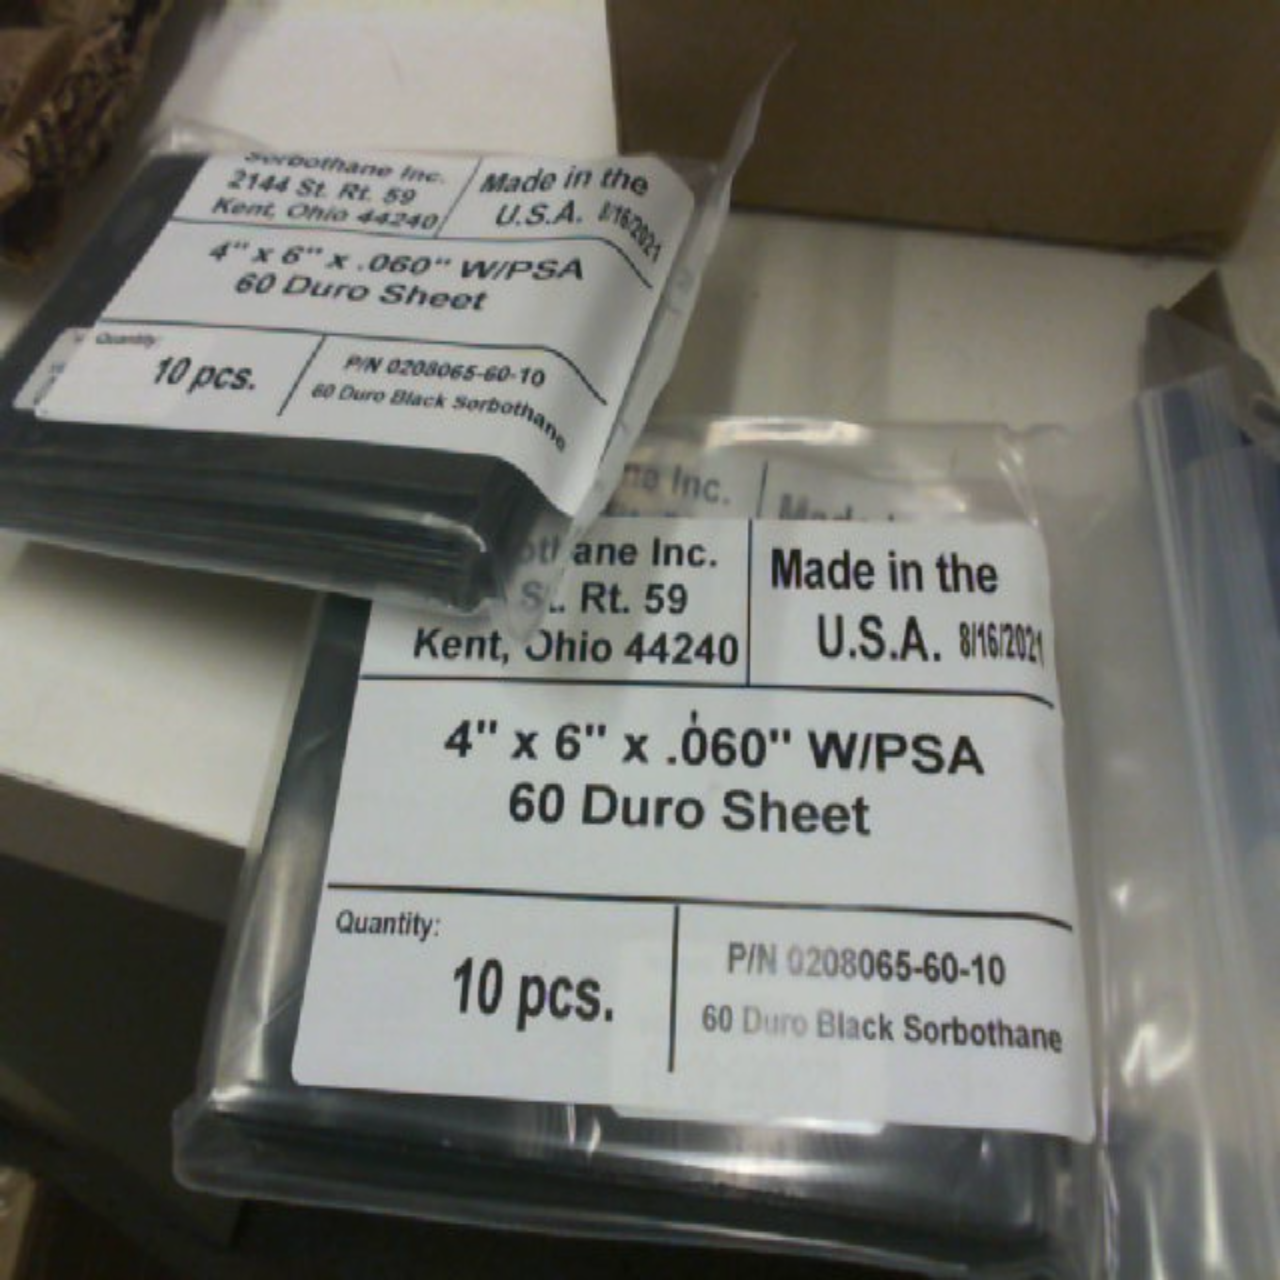 Sorbothane Inc.
2144 St. Rt. 59
Kent, Ohio 44240
Made in the
U.S.A. 8/16/2021
4" x 6" x .060" W/PSA
60 Duro Sheet
Quantity:
10 pcs.
P/N 0208065-60-10
60 Duro Black Sorbothane
Inc.
ane Inc.
Rt. 59
Kent, Ohio 44240
Made in the
U.S.A. 8/16/2021
4" x 6" x .060" W/PSA
60 Duro Sheet
Quantity:
10 pcs.
P/N 0208065-60-10
60 Duro Black Sorbothane